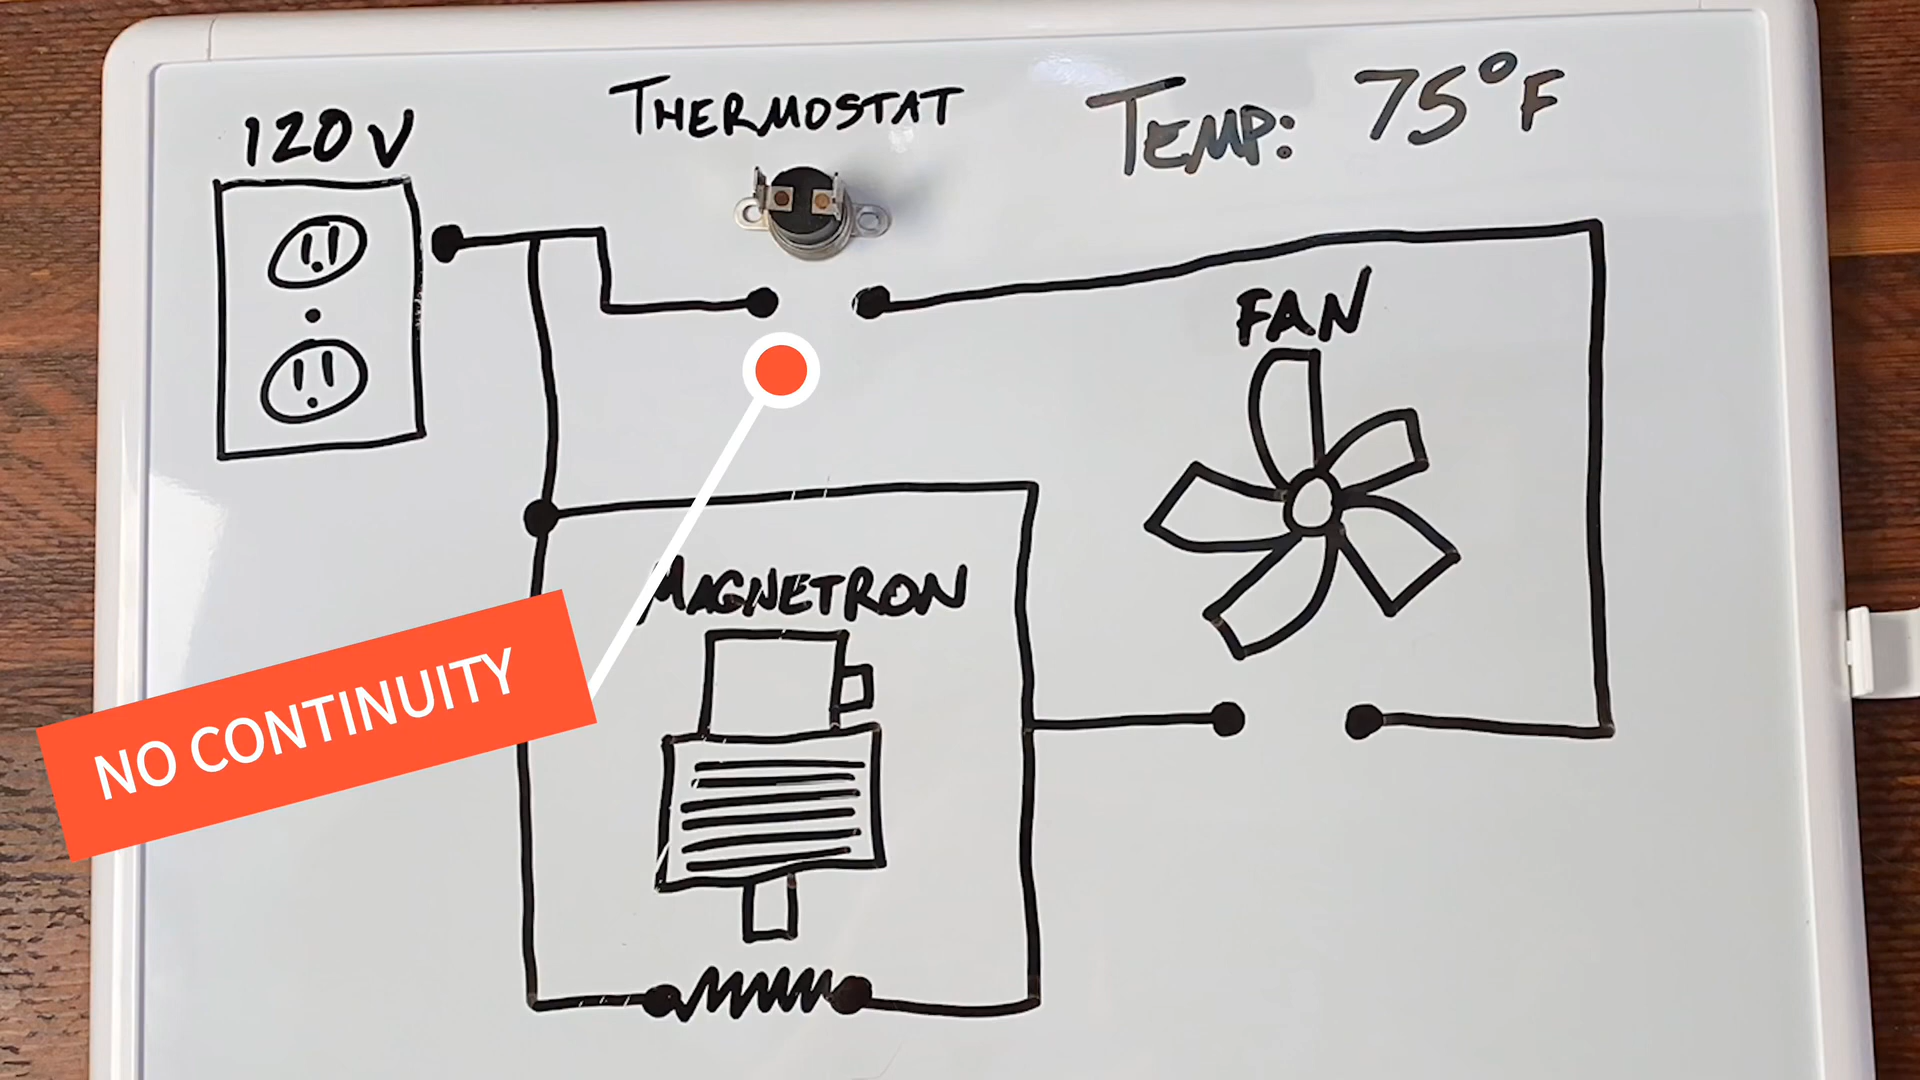 120V
THERMOSTAT
TEMP: 75°F
FAN
MAGNETRON
NO CONTINUITY